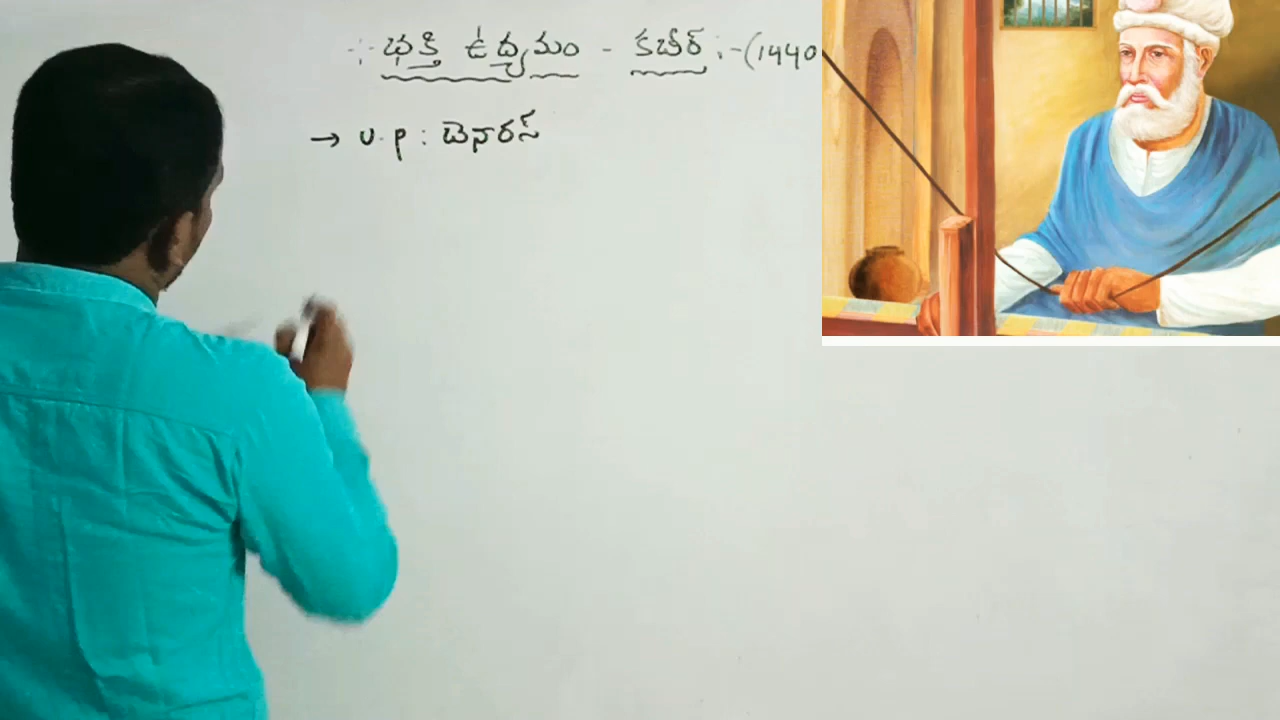 :- భక్తి ఉద్యమం - కబీర్ :- (1440
→ U.P : బెనారస్